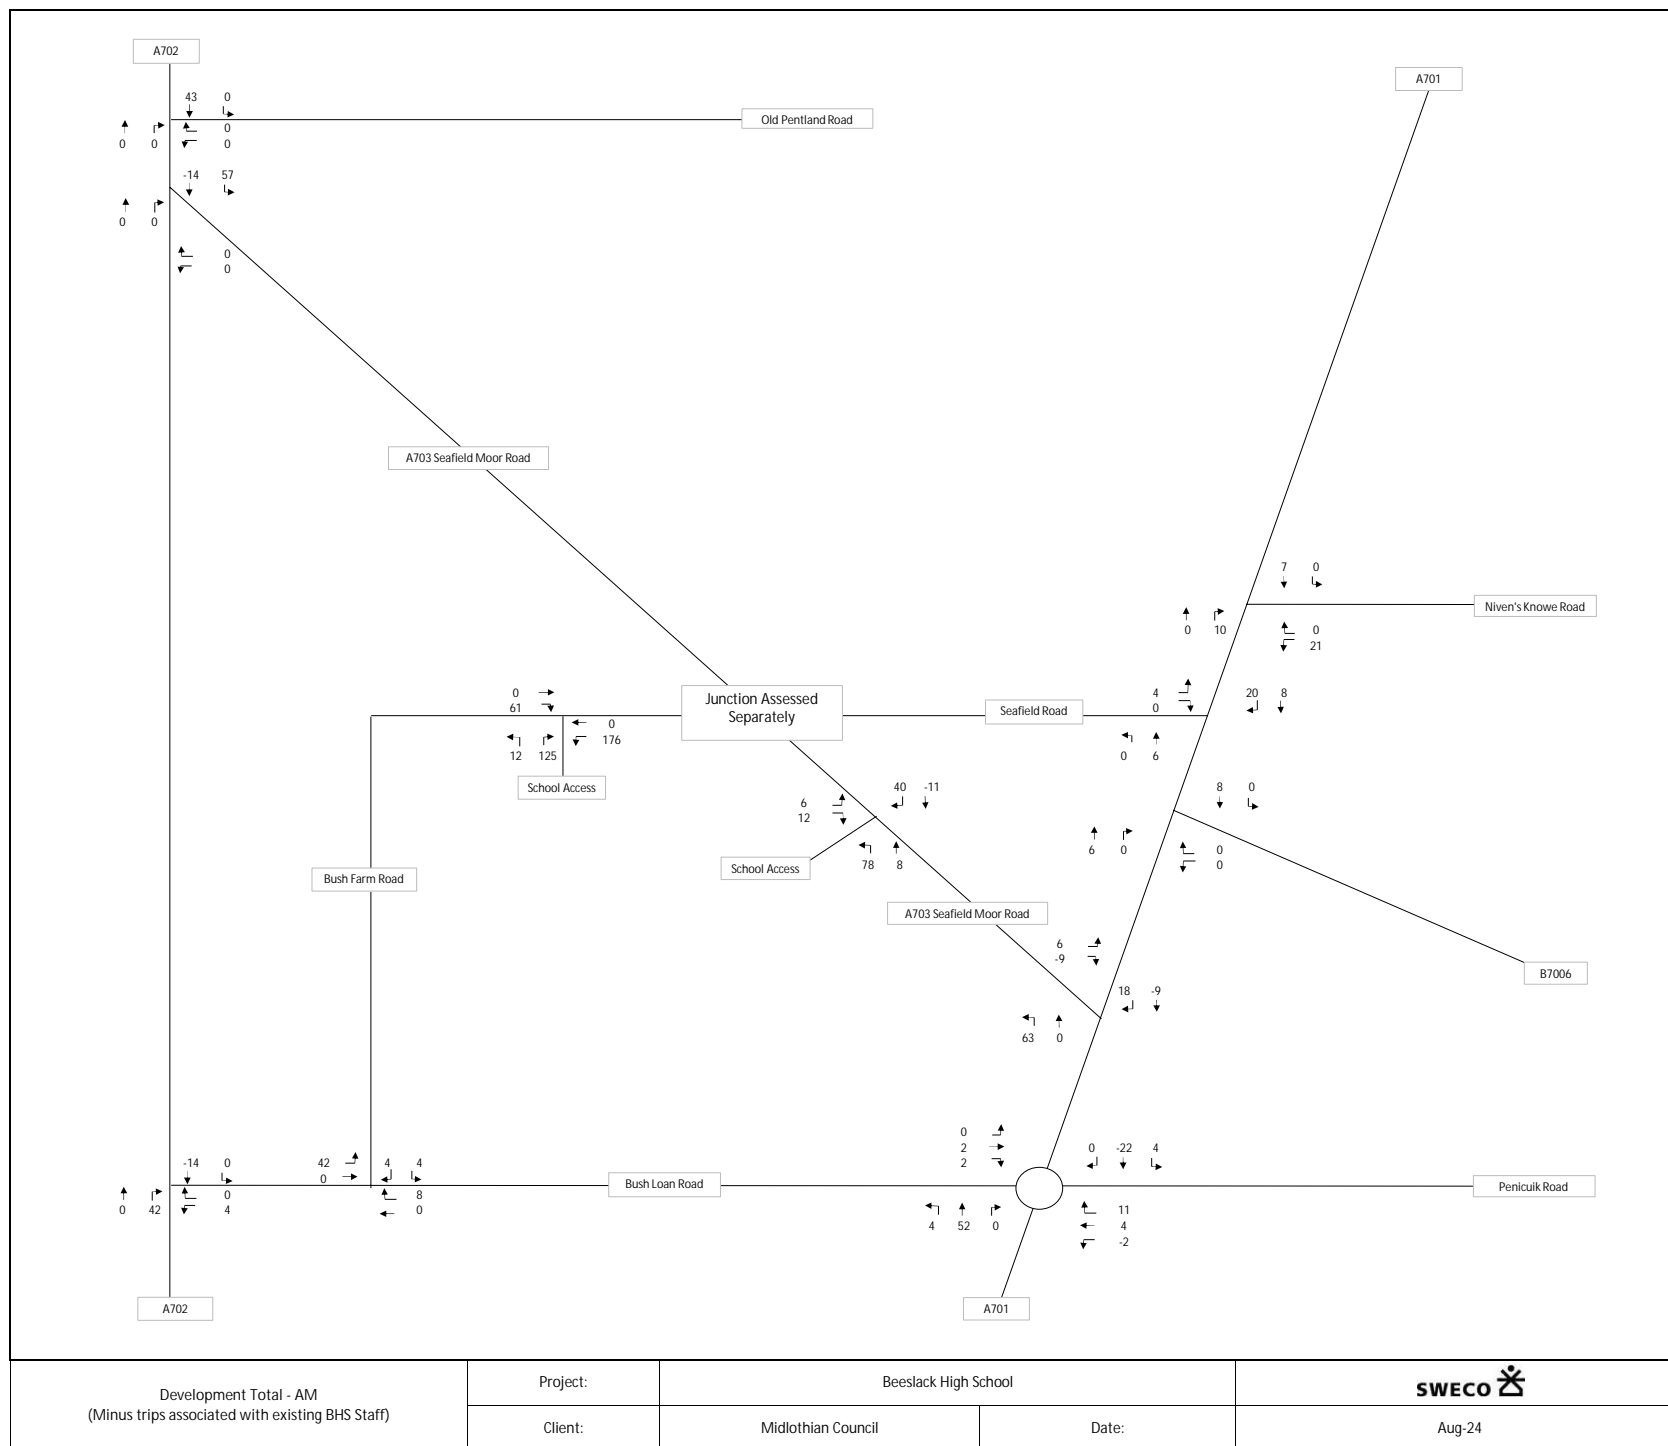 A702
A701
43 0
Old Pentland Road
0
0 0 0
-14 57
0 0
0
0
A703 Seafield Moor Road
7 0
Niven's Knowe Road
0 10 0
21
0
61
0
176
12 125
School Access
Junction Assessed
Separately
Seafield Road
4
0
20 8
0 6
40 -11
6
12
78 8
School Access
8 0
6 0 0
0
Bush Farm Road
A703 Seafield Moor Road
6
-9
B7006
18 -9
63 0
0
2
2
0 -22 4
-14 0
42
0
4 4
0 42 0
4
8
0
Bush Loan Road
Penicuik Road
4 52 0
11
4
-2
A702
A701
Development Total - AM
(Minus trips associated with existing BHS Staff)
Project:
Beeslack High School
SWECO
Client:
Midlothian Council
Date:
Aug-24